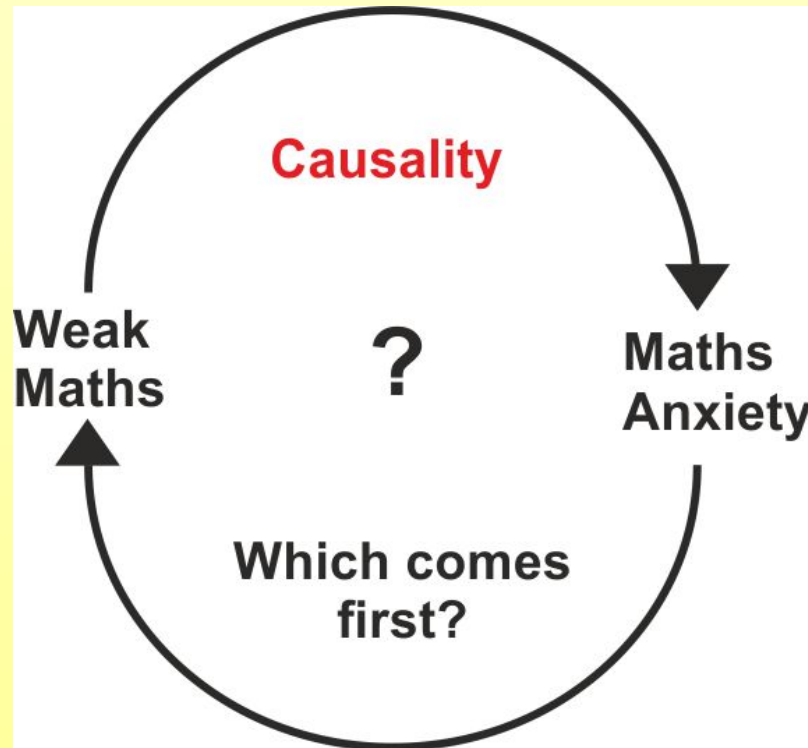 Causality
Weak
Maths
?
Maths
Anxiety
Which comes
first?